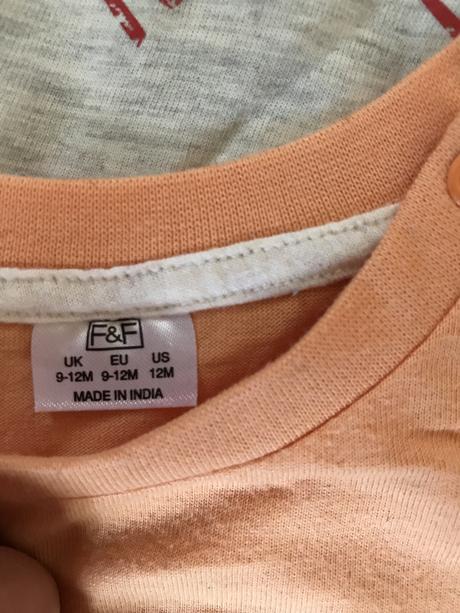 F&F
UK EU US
9-12M 9-12M 12M
MADE IN INDIA